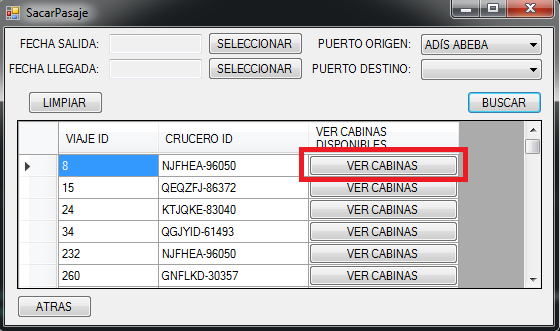 SacarPasaje
FECHA SALIDA: SELECCIONAR PUERTO ORIGEN: ADÍS ABEBA
FECHA LLEGADA: SELECCIONAR PUERTO DESTINO:
LIMPIAR BUSCAR
VIAJE ID CRUCERO ID VER CABINAS
DISPONIBLES
8 NJFHEA-96050 VER CABINAS
15 QEQZFJ-86372 VER CABINAS
24 KTJQKE-83040 VER CABINAS
34 QGJYID-61493 VER CABINAS
232 NJFHEA-96050 VER CABINAS
260 GNFLKD-30357 VER CABINAS
ATRAS